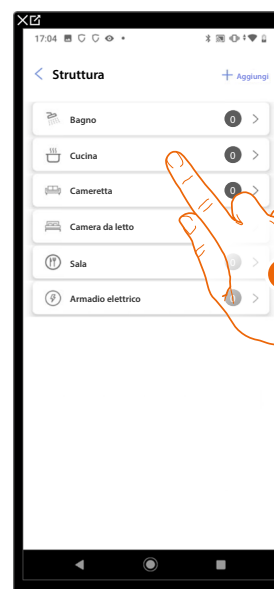 17:04
Struttura
+ Aggiungi
Bagno 0
Cucina 0
Cameretta 0
Camera da letto
Sala
Armadio elettrico